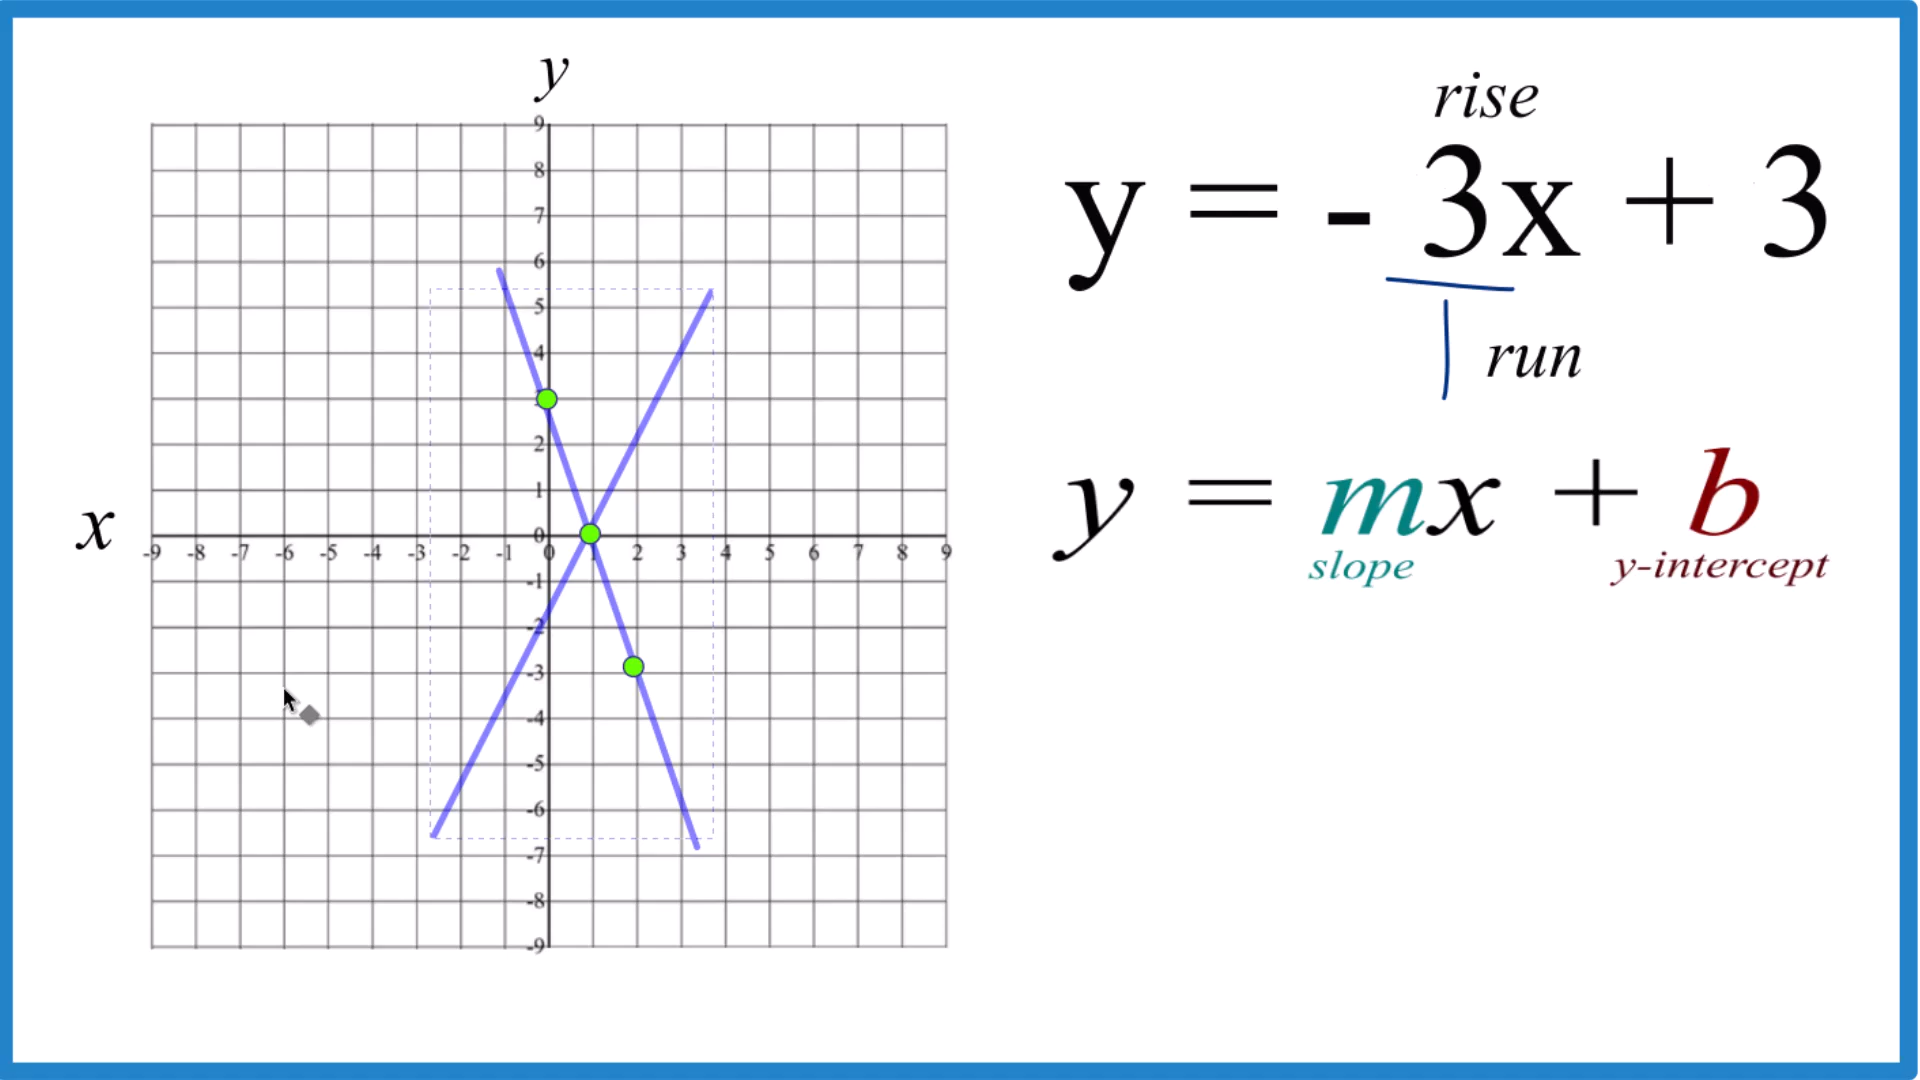 y
9
8
7
6
5
4
2
1
x
0
-9 -8 -7 -6 -5 -4 -3 -2 -1 0 1 2 3 4 5 6 7 8 9
-1
-2
-3
-4
-5
-6
-7
-8
-9
rise
y = - 3x + 3
1 run
y = mx + b
slope y-intercept